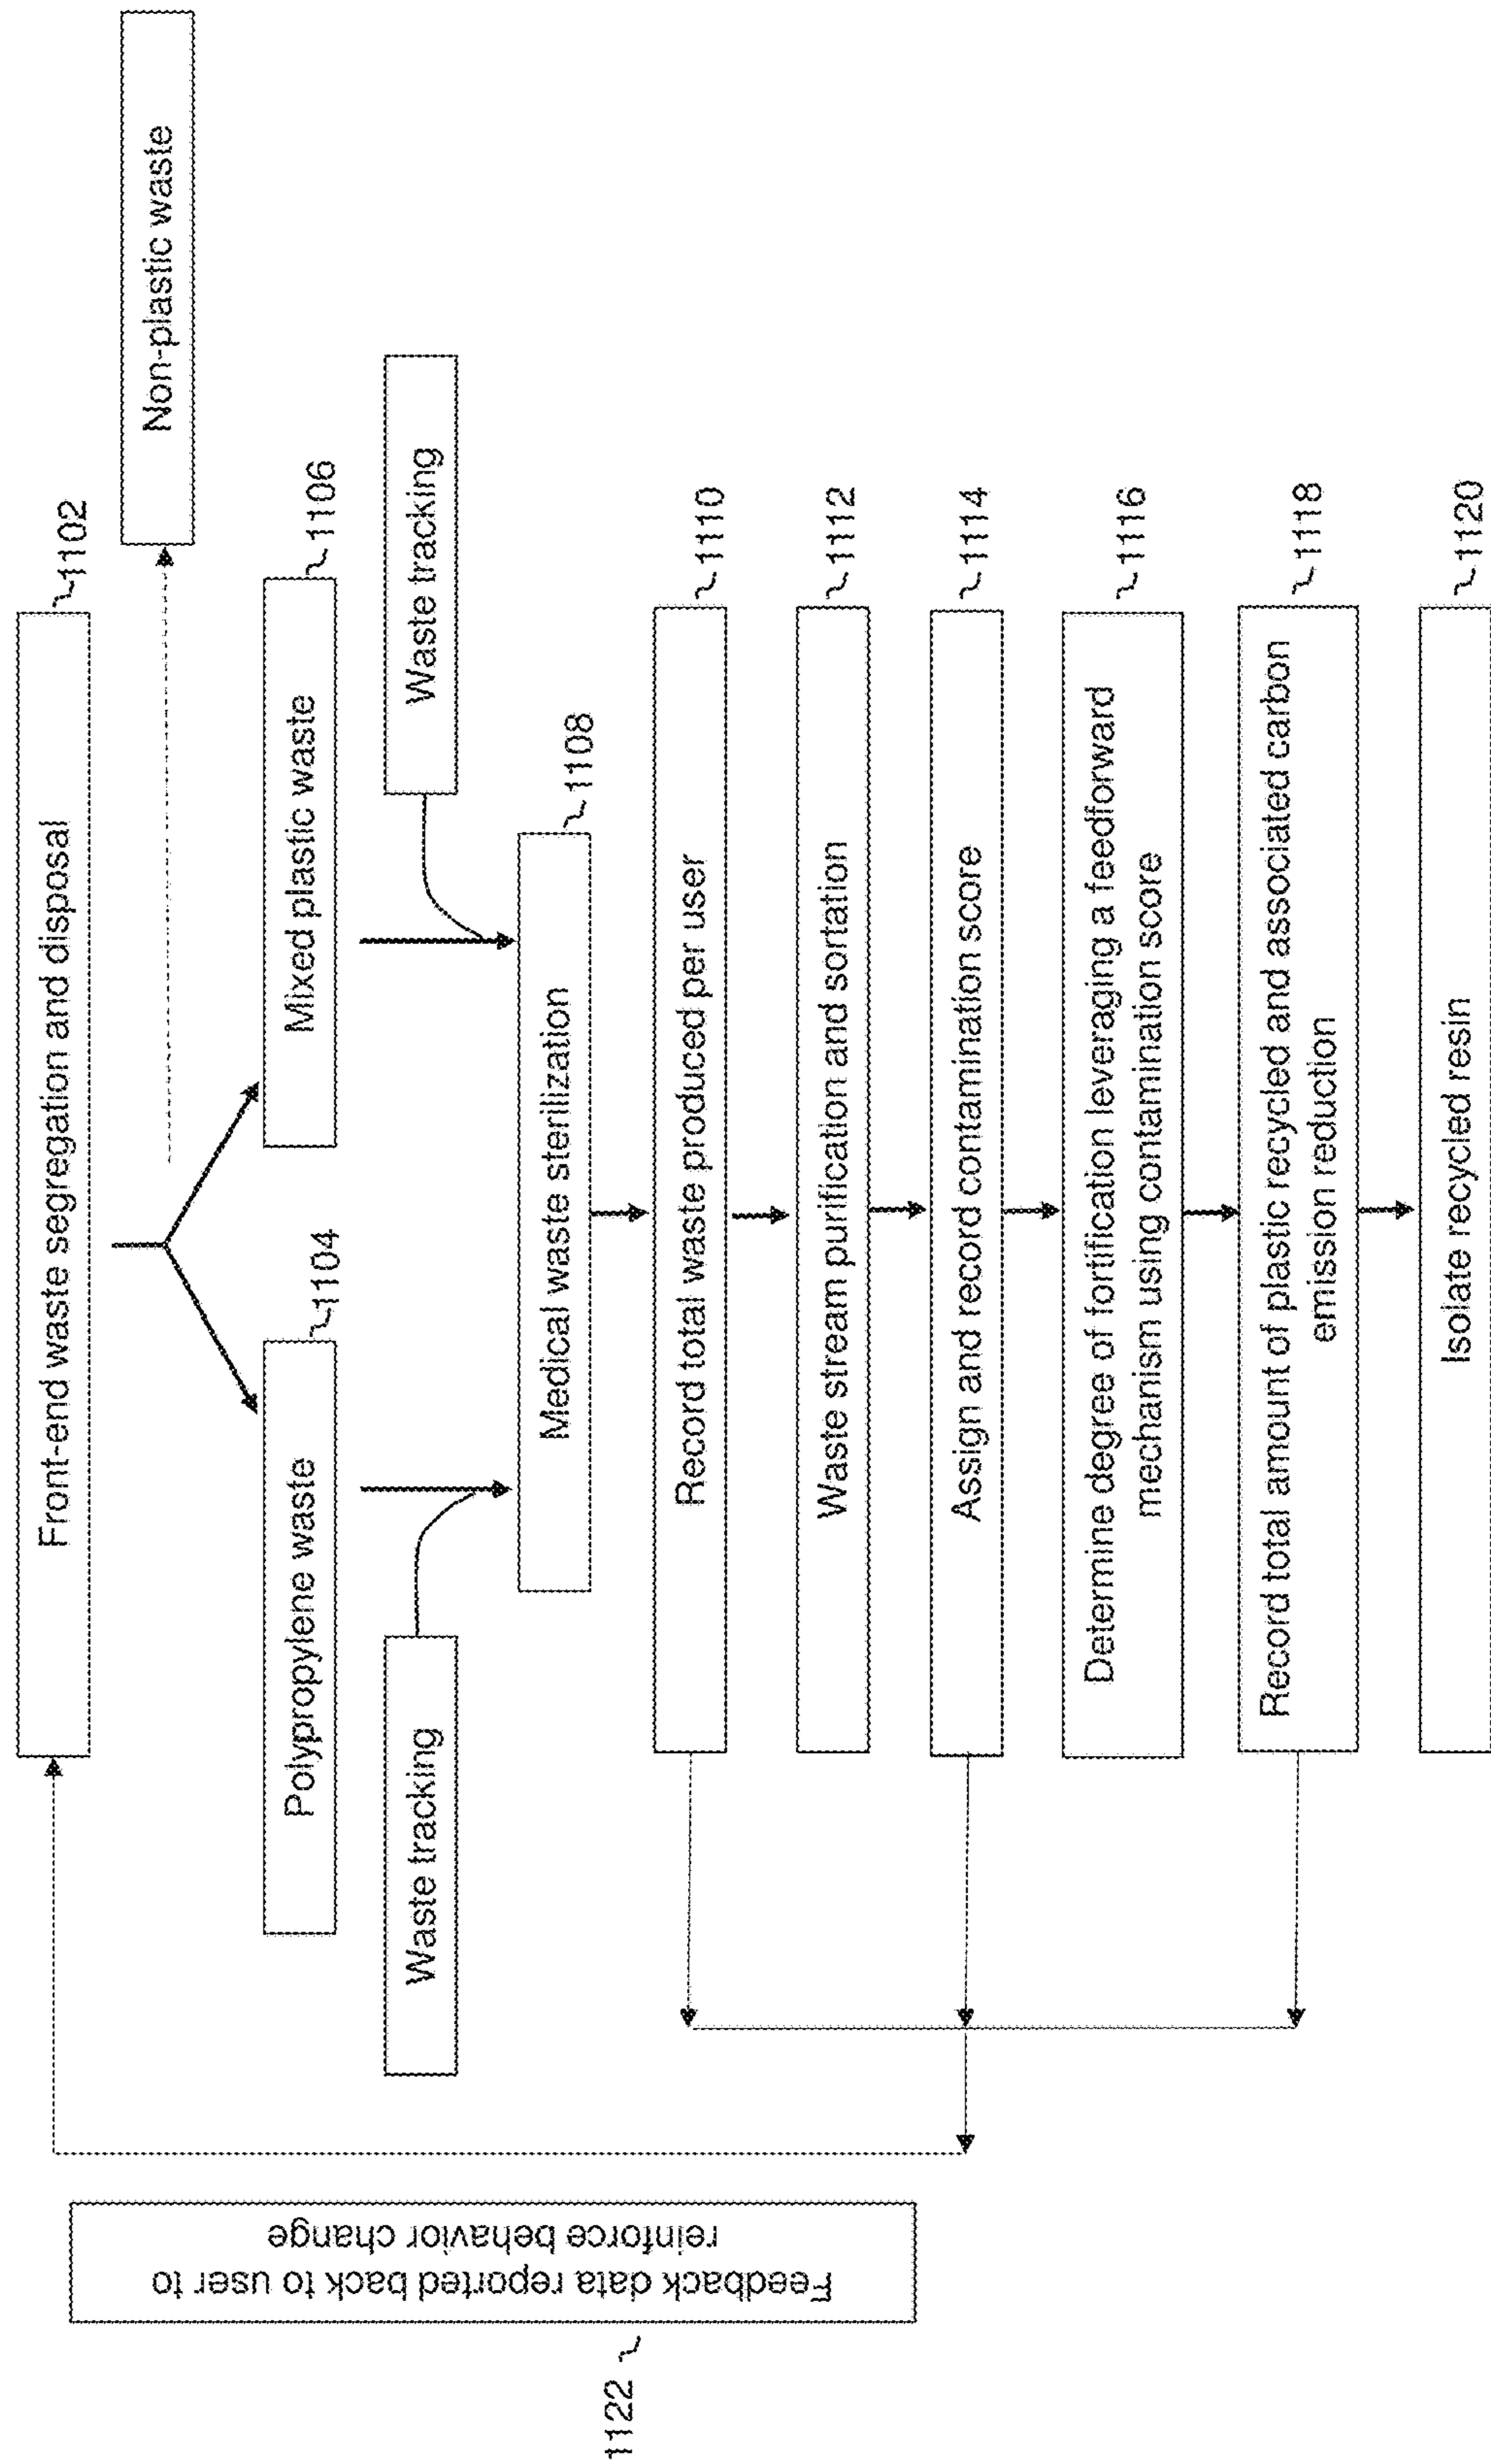 Front-end waste segregation and disposal
1102
Non-plastic waste
Polypropylene waste
1104
Mixed plastic waste
1106
Waste tracking
Waste tracking
Medical waste sterilization
1108
Record total waste produced per user
1110
Waste stream purification and sortation
1112
Assign and record contamination score
1114
Determine degree of fortification leveraging a feedforward
mechanism using contamination score
1116
Record total amount of plastic recycled and associated carbon
emission reduction
1118
Isolate recycled resin
1120
Feedback data reported back to user to
reinforce behavior change
1122